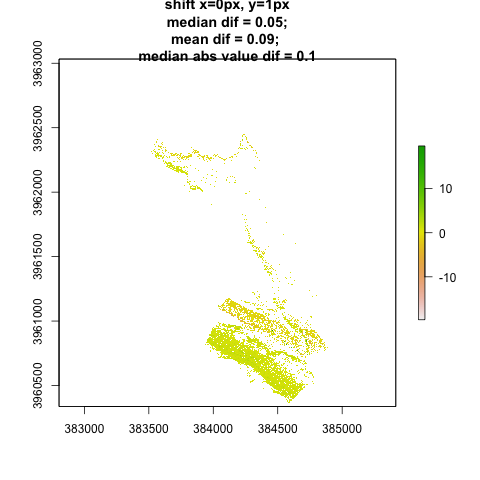 shift x=0px, y=1px
median dif = 0.05;
mean dif = 0.09;
median abs value dif = 0.1
3963000
3962500
3962000
3961500
3961000
3960500
10
0
-10
383000 383500 384000 384500 385000